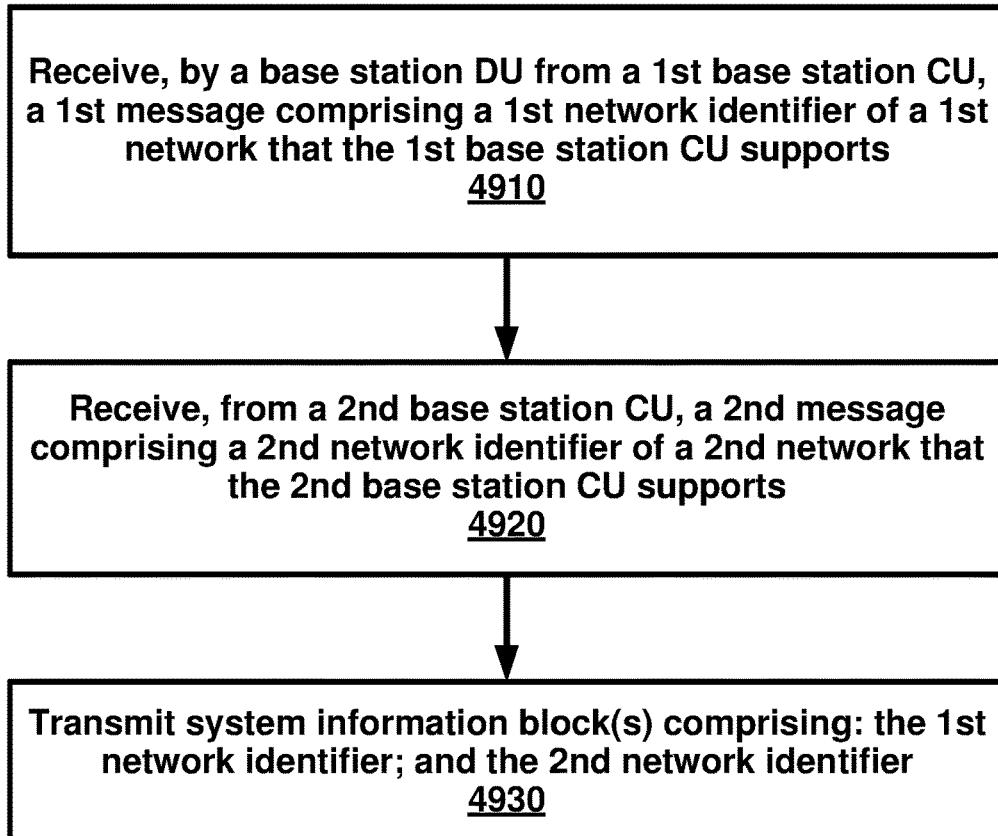 Receive, by a base station DU from a 1st base station CU,
a 1st message comprising a 1st network identifier of a 1st
network that the 1st base station CU supports
4910
Receive, from a 2nd base station CU, a 2nd message
comprising a 2nd network identifier of a 2nd network that
the 2nd base station CU supports
4920
Transmit system information block(s) comprising: the 1st
network identifier; and the 2nd network identifier
4930